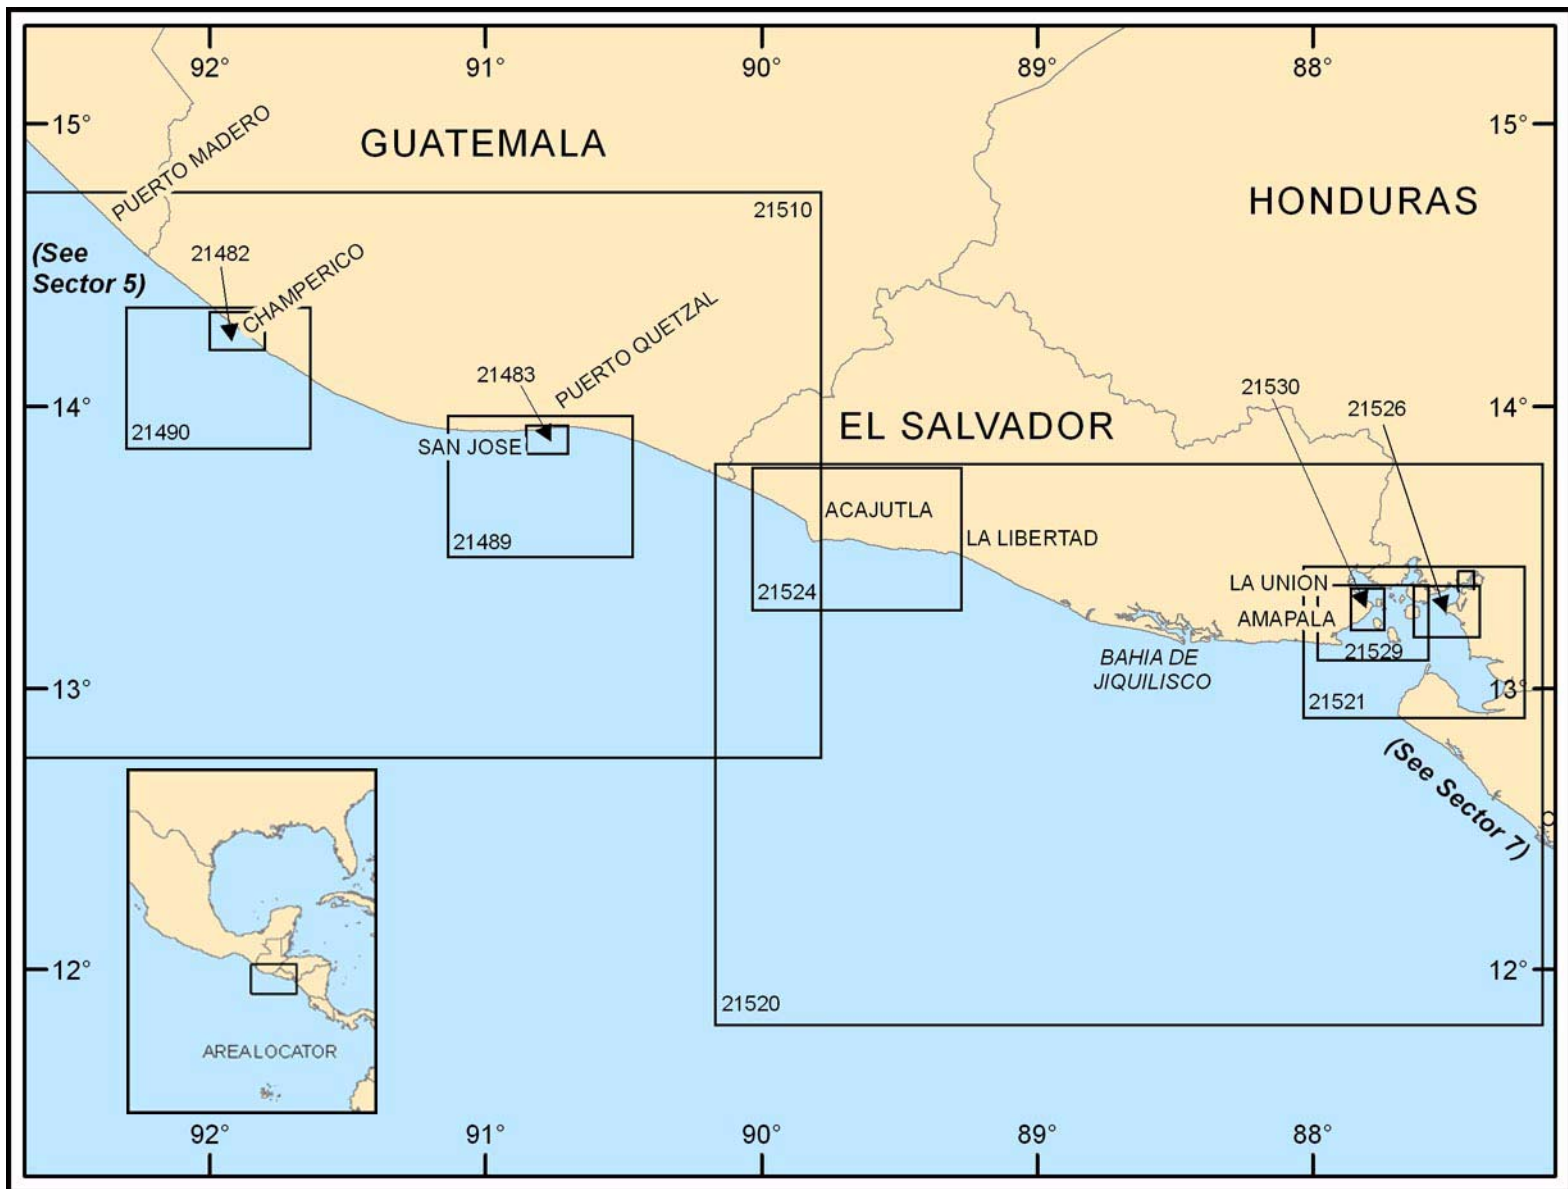 92°
91°
90°
89°
88°
15°
15°
PUERTO MADERO
GUATEMALA
HONDURAS
21510
(See
Sector 5)
21482
CHAMPERICO
PUERTO QUETZAL
21483
21530
21526
14°
14°
EL SALVADOR
21490
SAN JOSE
ACAJUTLA
21489
LA LIBERTAD
21524
LA UNION
AMAPALA
BAHIA DE
JIQUILISCO
21529
13°
13°
21521
(See Sector 7)
12°
12°
21520
AREA LOCATOR
92°
91°
90°
89°
88°